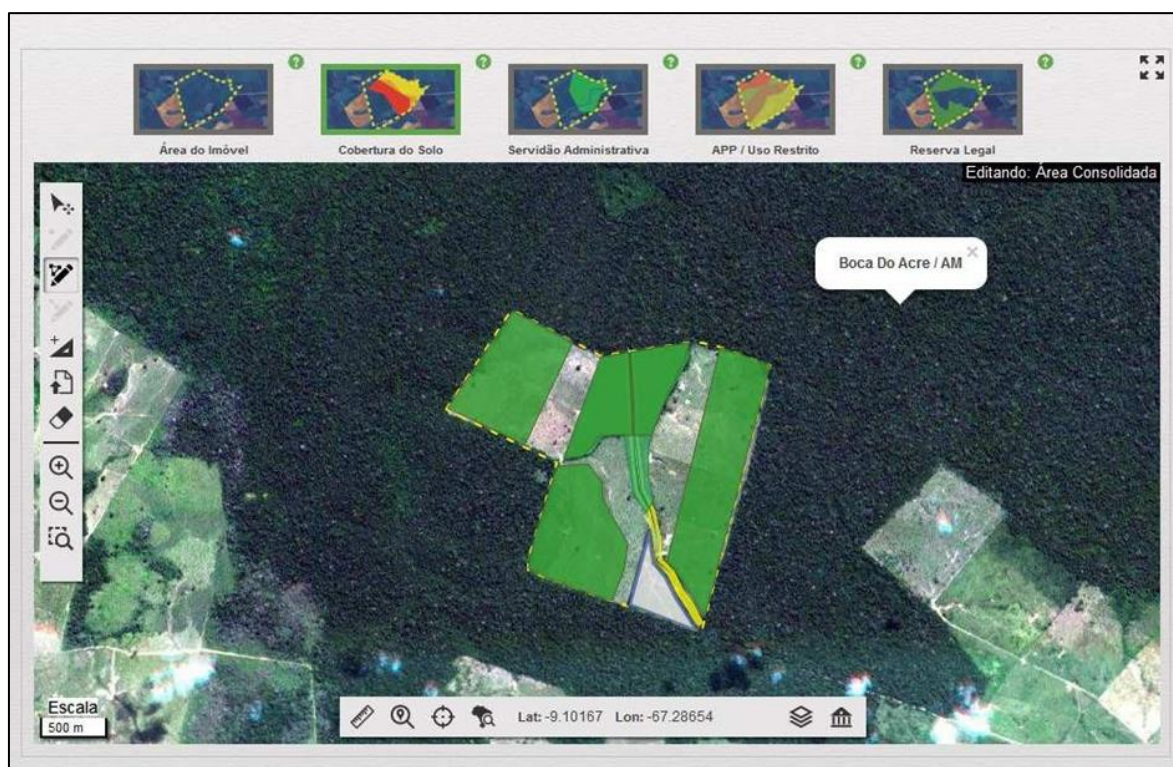 ? ? ? ? ?
Área do Imóvel Cobertura do Solo Servidão Administrativa APP / Uso Restrito Reserva Legal
Editando: Área Consolidada
Boca Do Acre / AM ×
Escala
500 m
Lat: -9.10167 Lon: -67.28654